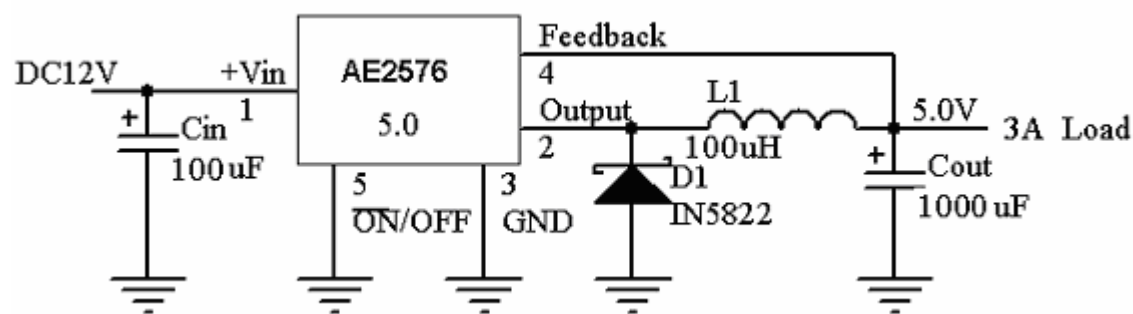 DC12V
+Vin
1
+
Cin
100uF
AE2576
5.0
Feedback
4
Output
2
5
ON/OFF
3
GND
L1
100uH
D1
IN5822
5.0V
3A Load
+
Cout
1000uF